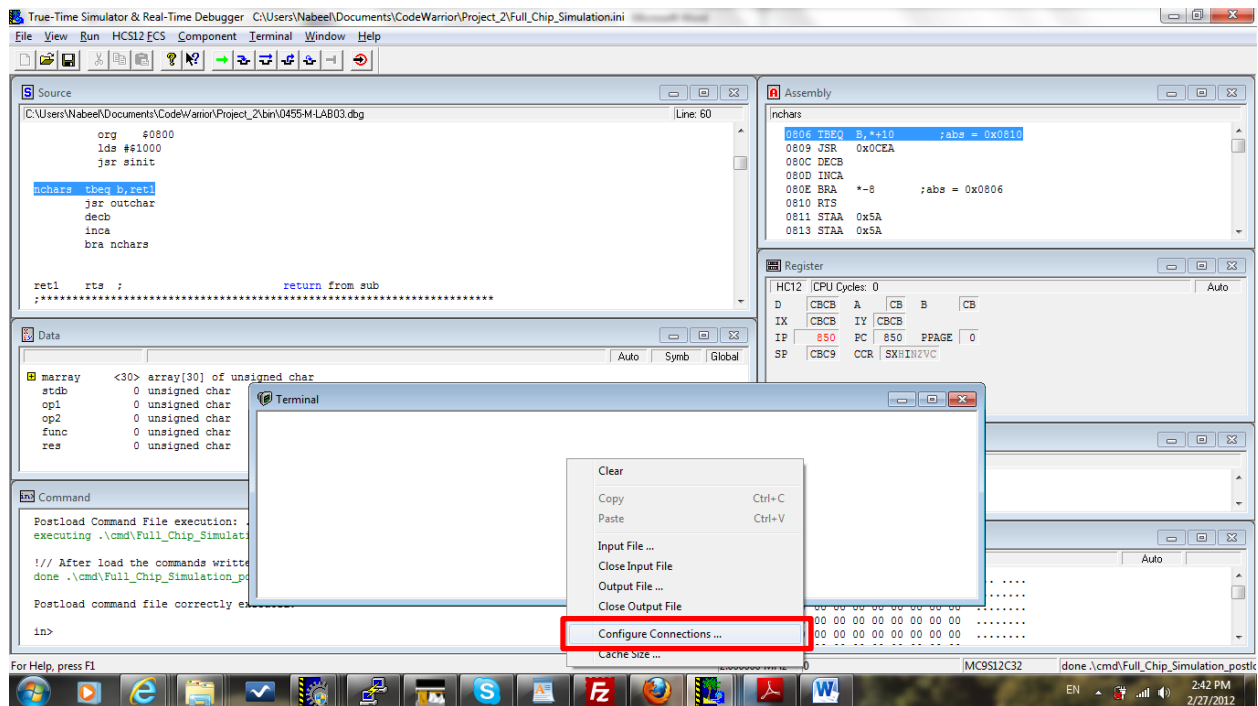 True-Time Simulator & Real-Time Debugger C:\Users\Nabeel\Documents\CodeWarrior\Project_2\Full_Chip_Simulation.ini
File View Run HCS12 FCS Component Terminal Window Help
Source
C:\Users\Nabeel\Documents\CodeWarrior\Project_2\bin\0455-M-LAB03.dbg Line: 60
org $0800
lds #$1000
jsr sinit
nchars tbeq b,ret1
jsr outchar
decb
inca
bra nchars
ret1 rts ; return from sub
;**********************************************************************
Assembly
nchars
0806 TBEQ B,*+10 ;abs = 0x0810
0809 JSR 0x0CEA
080C DECB
080D INCA
080E BRA *-8 ;abs = 0x0806
0810 RTS
0811 STAA 0x5A
0813 STAA 0x5A
Register
HC12 CPU Cycles: 0 Auto
D CBCB A CB B CB
IX CBCB IY CBCB
IP 850 PC 850 PPAGE 0
SP CBC9 CCR SXHINZVC
Data
Auto Symb Global
marray <30> array[30] of unsigned char
stdb 0 unsigned char
op1 0 unsigned char
op2 0 unsigned char
func 0 unsigned char
res 0 unsigned char
Terminal
Clear
Copy Ctrl+C
Paste Ctrl+V
Input File ...
Close Input File
Output File ...
Close Output File
Configure Connections ...
Cache Size ...
Command
Postload Command File execution: .
executing .\cmd\Full_Chip_Simulati
!// After load the commands writte
done .\cmd\Full_Chip_Simulation_po
Postload command file correctly
in>
Auto
00 00 00 00 00 00 00 ........
00 00 00 00 00 00 00 ........
00 00 00 00 00 00 00 ........
For Help, press F1
MC9S12C32 done .\cmd\Full_Chip_Simulation_postlo
EN
2:42 PM
2/27/2012